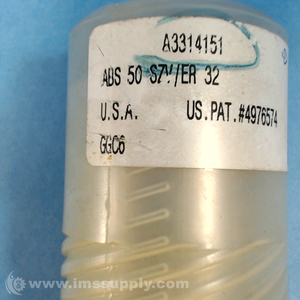 A3314151
ABS 50 S7V/ER 32
U.S.A. US.PAT.#4976574
GGC6
© www.imssupply.com